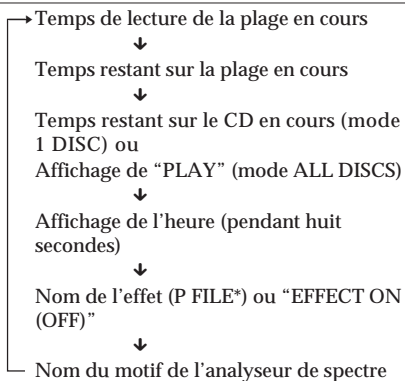 Temps de lecture de la plage en cours
Temps restant sur la plage en cours
Temps restant sur le CD en cours (mode
1 DISC) ou
Affichage de “PLAY” (mode ALL DISCS)
Affichage de l’heure (pendant huit
secondes)
Nom de l’effet (P FILE*) ou “EFFECT ON
(OFF)”
Nom du motif de l’analyseur de spectre